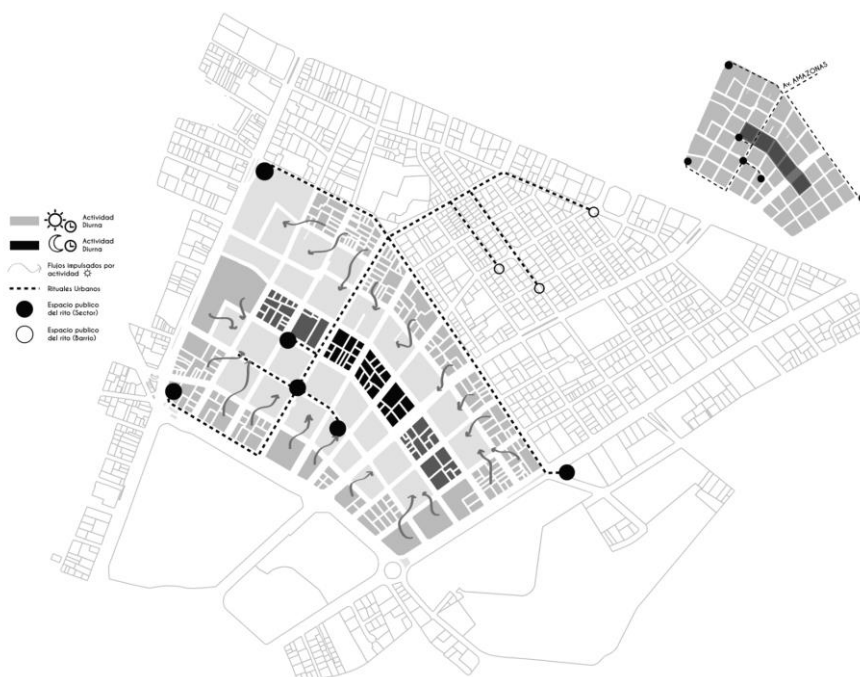 Av. AMAZONAS
Actividad
Diurna
Actividad
Diurna
Flujos impulsados por
actividad
Rituales Urbanos
Espacio publico
del rito (Sector)
Espacio publico
del rito (Barrio)